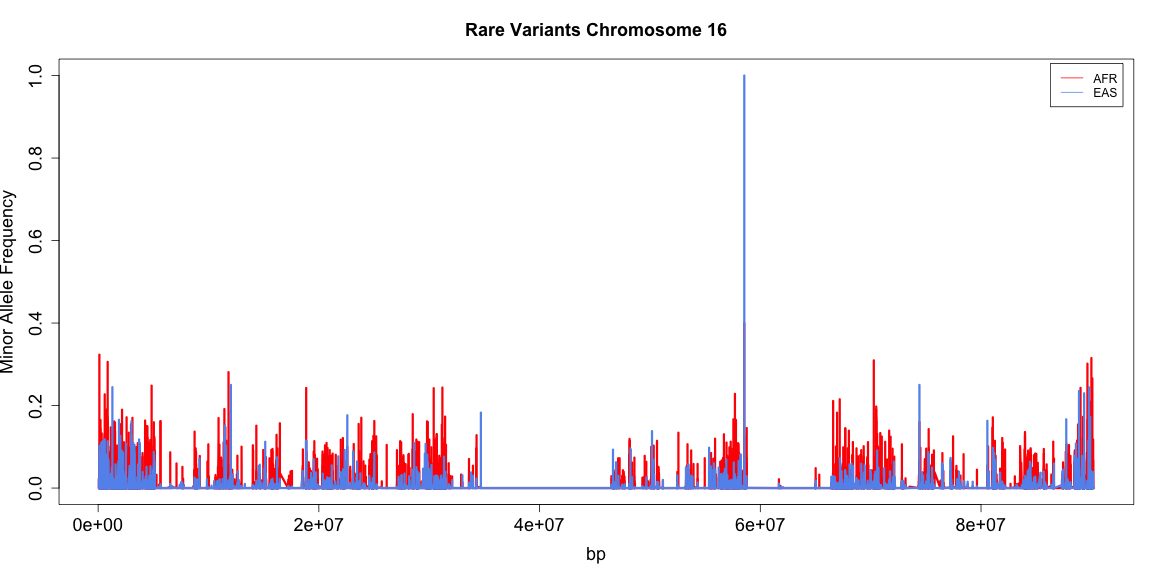 Rare Variants Chromosome 16
Minor Allele Frequency
1.0
0.8
0.6
0.4
0.2
0.0
AFR
EAS
0e+00 2e+07 4e+07 6e+07 8e+07
bp